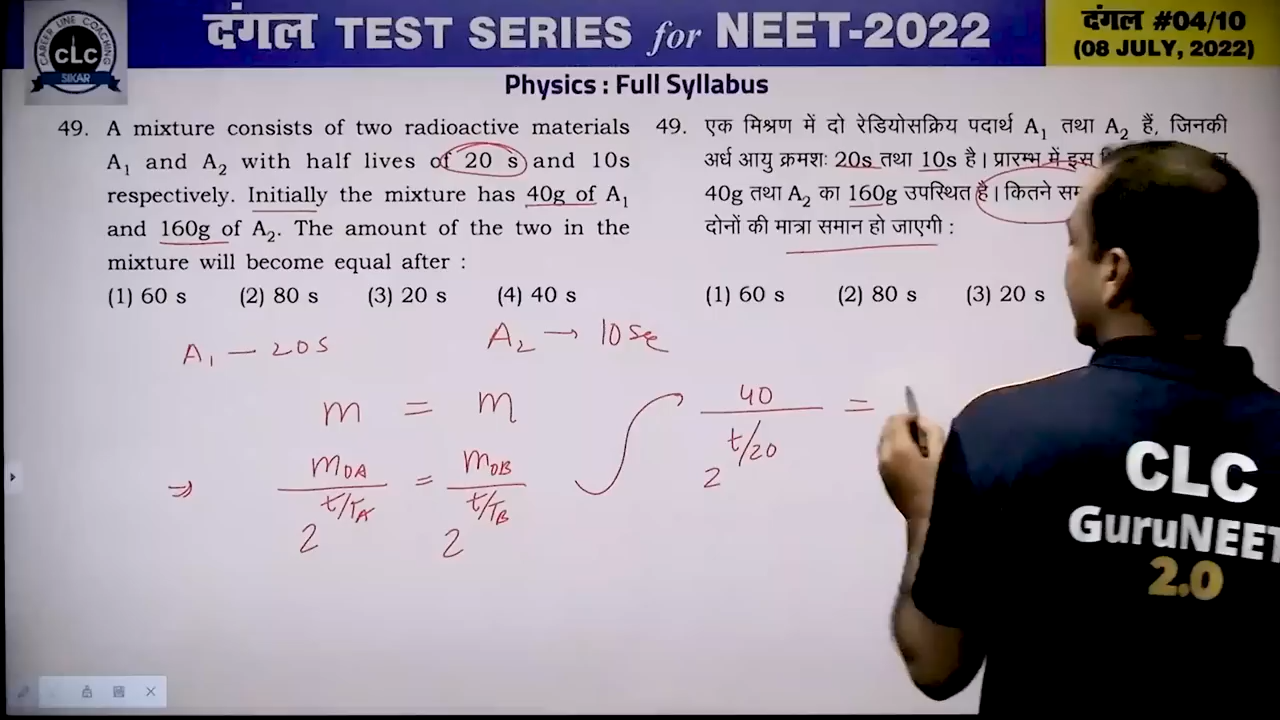 CAREER LINE COACHING
CLC
SIKAR
दंगल TEST SERIES for NEET-2022
दंगल #04/10
(08 JULY, 2022)
Physics : Full Syllabus
49. A mixture consists of two radioactive materials
A₁ and A₂ with half lives of 20 s and 10s
respectively. Initially the mixture has 40g of A₁
and 160g of A₂. The amount of the two in the
mixture will become equal after :
(1) 60 s (2) 80 s (3) 20 s (4) 40 s
49. एक मिश्रण में दो रेडियोसक्रिय पदार्थ A₁ तथा A₂ हैं, जिनकी
अर्ध आयु क्रमशः 20s तथा 10s है। प्रारम्भ में इस
40g तथा A₂ का 160g उपस्थित है। कितने
दोनों की मात्रा समान हो जाएगी :
(1) 60 s (2) 80 s (3) 20 s
A₁ — 20s
A₂ → 10sec
m = m
⇒ m₀A / 2^t/TA = m₀B / 2^t/TB
40 / 2^t/20 =
CLC
GuruNEET
2.0